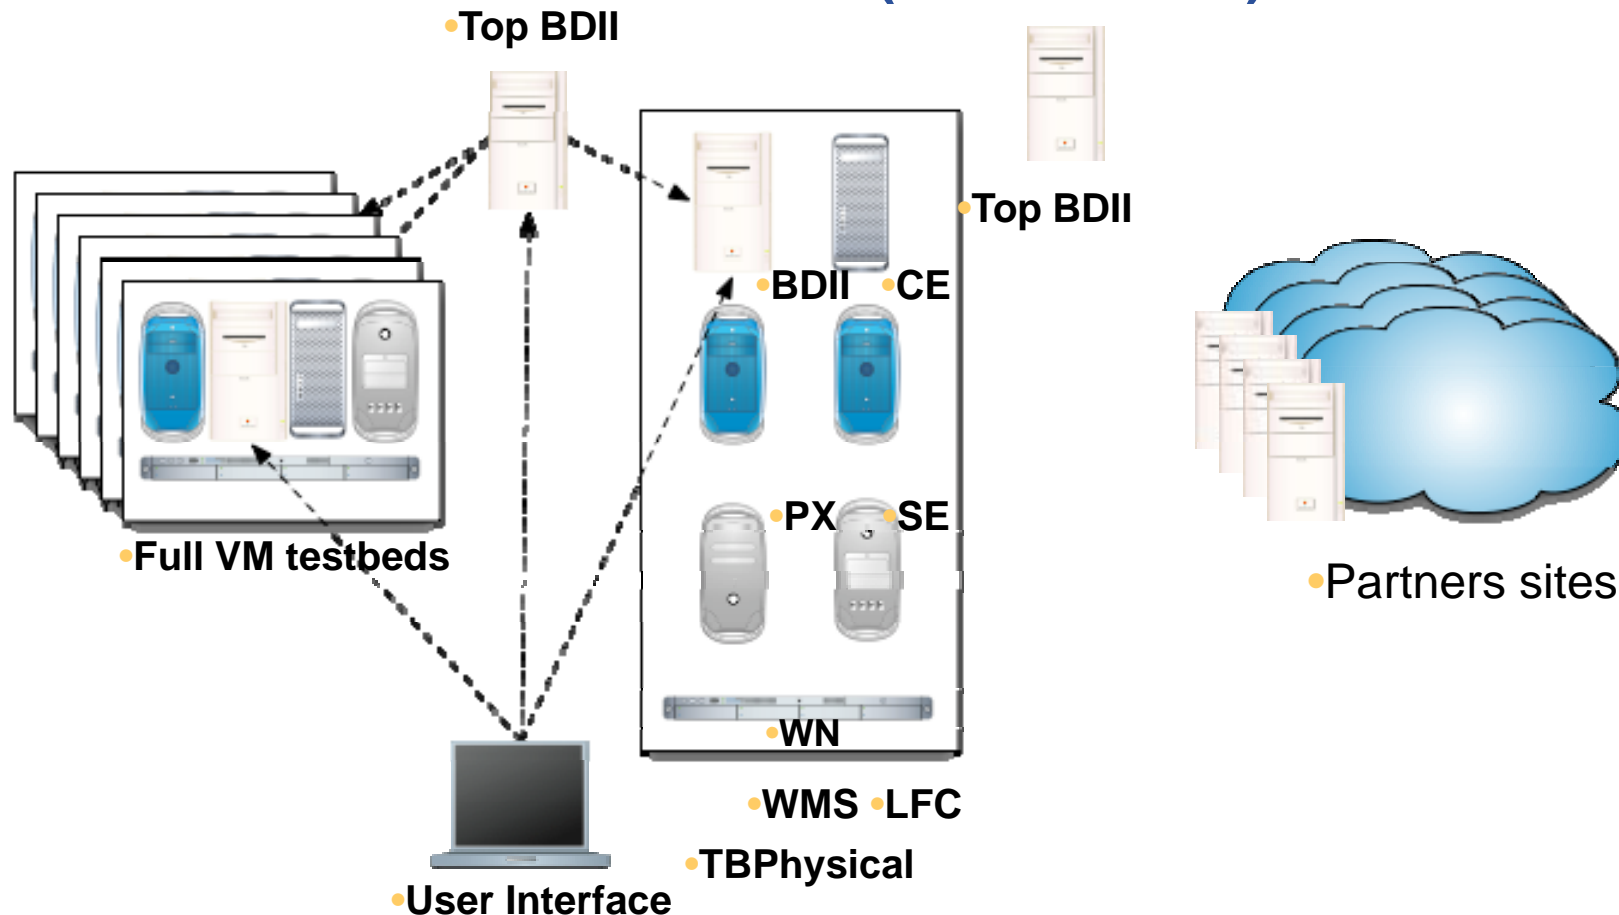 •Top BDII
•Top BDII
•BDII •CE
•PX •SE
•Full VM testbeds
•Partners sites
•WN
•WMS •LFC
•TBPhysical
•User Interface